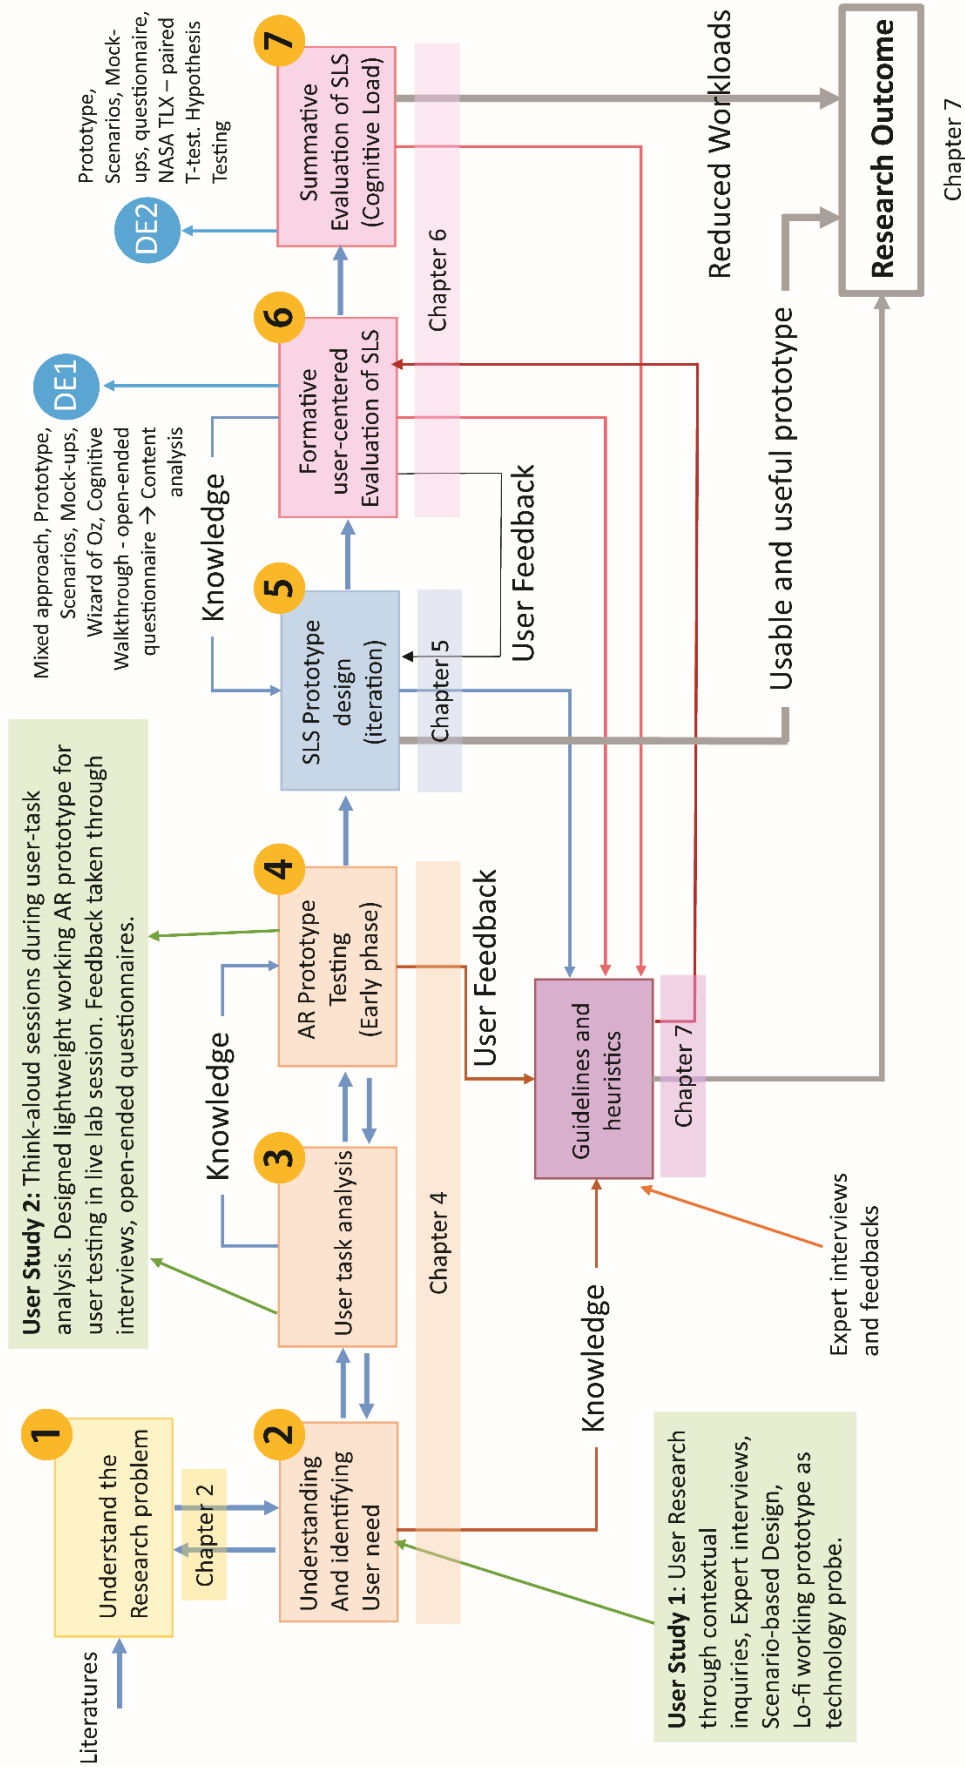 Literatures
1
Understand the
Research problem
Chapter 2
2
Understanding
And identifying
User need
User Study 1: User Research
through contextual
inquiries, Expert interviews,
Scenario-based Design,
Lo-fi working prototype as
technology probe.
User Study 2: Think-aloud sessions during user-task
analysis. Designed lightweight working AR prototype for
user testing in live lab session. Feedback taken through
interviews, open-ended questionnaires.
3
User task analysis
Knowledge
4
AR Prototype
Testing
(Early phase)
Chapter 4
User Feedback
Knowledge
Guidelines and
heuristics
Chapter 7
Expert interviews
and feedbacks
5
SLS Prototype
design
(iteration)
Chapter 5
Knowledge
User Feedback
Mixed approach, Prototype,
Scenarios, Mock-ups,
Wizard of Oz, Cognitive
Walkthrough - open-ended
questionnaire → Content
analysis
DE1
6
Formative
user-centered
Evaluation of SLS
Chapter 6
DE2
Prototype,
Scenarios, Mock-
ups, questionnaire,
NASA TLX – paired
T-test. Hypothesis
Testing
7
Summative
Evaluation of SLS
(Cognitive Load)
Usable and useful prototype
Reduced Workloads
Research Outcome
Chapter 7